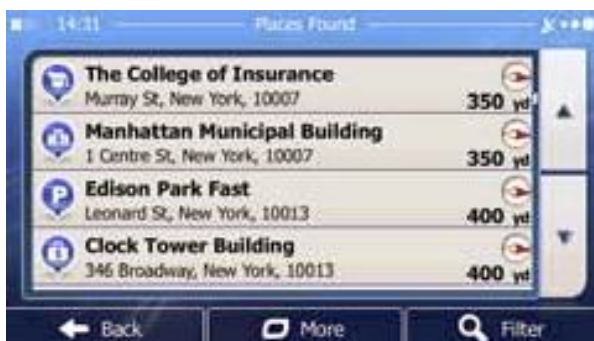 14:31 Places Found
The College of Insurance
Murray St, New York, 10007 350 yd
Manhattan Municipal Building
1 Centre St, New York, 10007 350 yd
Edison Park Fast
Leonard St, New York, 10013 400 yd
Clock Tower Building
346 Broadway, New York, 10013 400 yd
Back More Filter